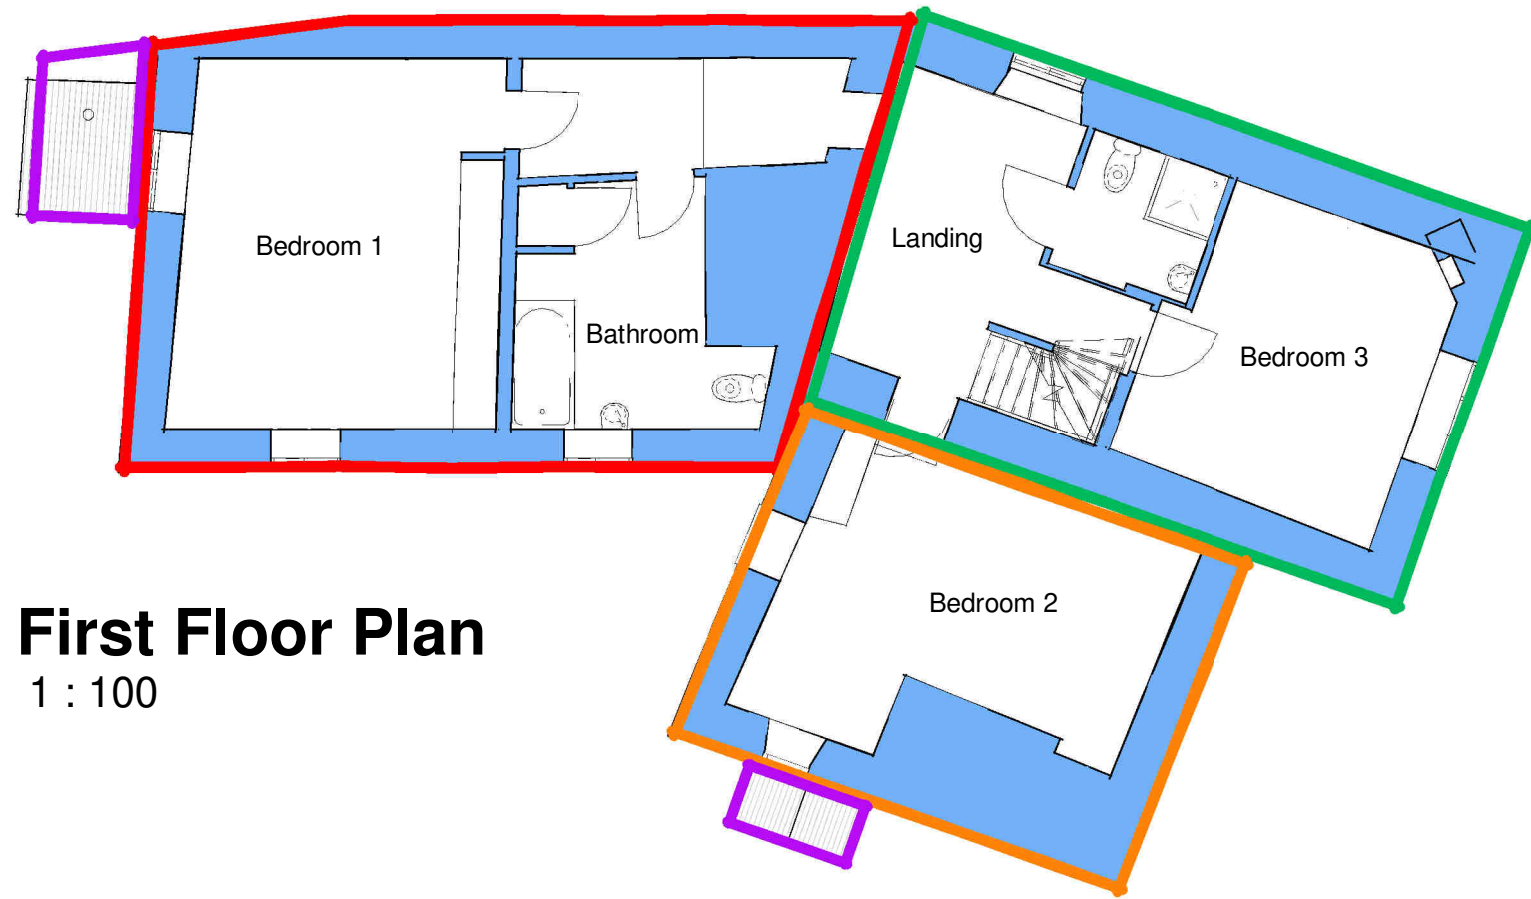 Bedroom 1
Landing
Bathroom
Bedroom 3
Bedroom 2
First Floor Plan
1 : 100